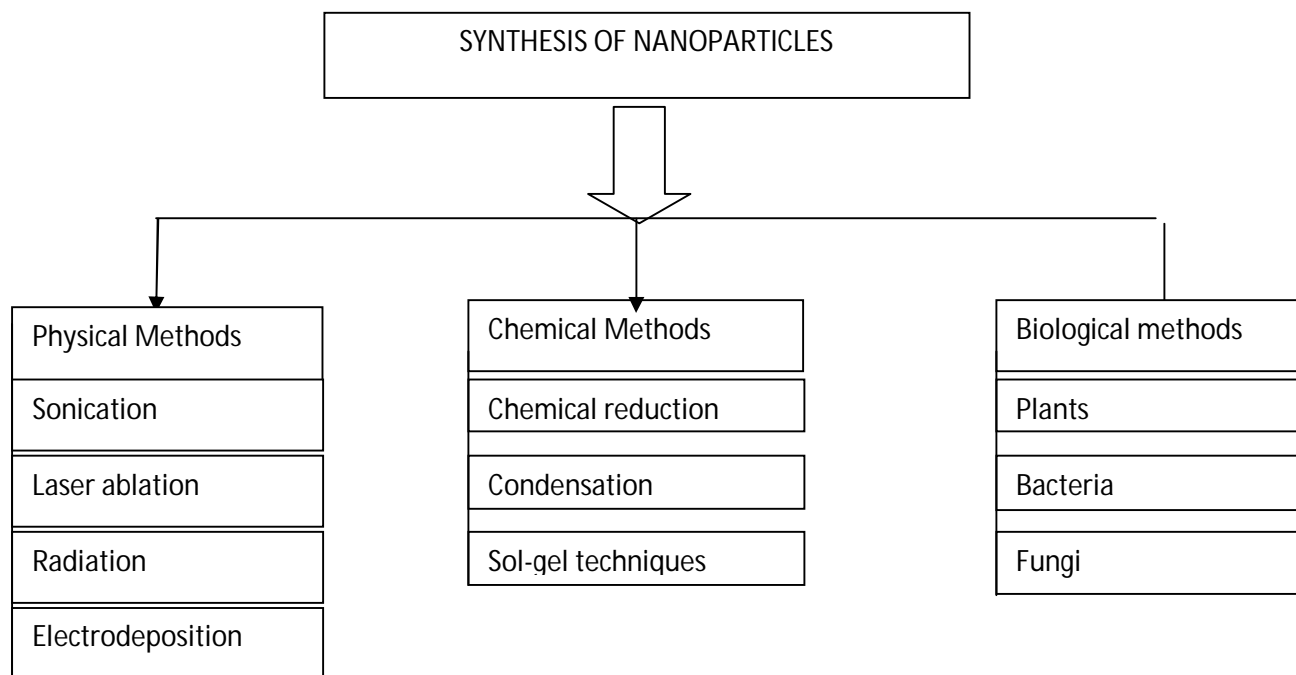 SYNTHESIS OF NANOPARTICLES
Physical Methods
Sonication
Laser ablation
Radiation
Electrodeposition
Chemical Methods
Chemical reduction
Condensation
Sol-gel techniques
Biological methods
Plants
Bacteria
Fungi